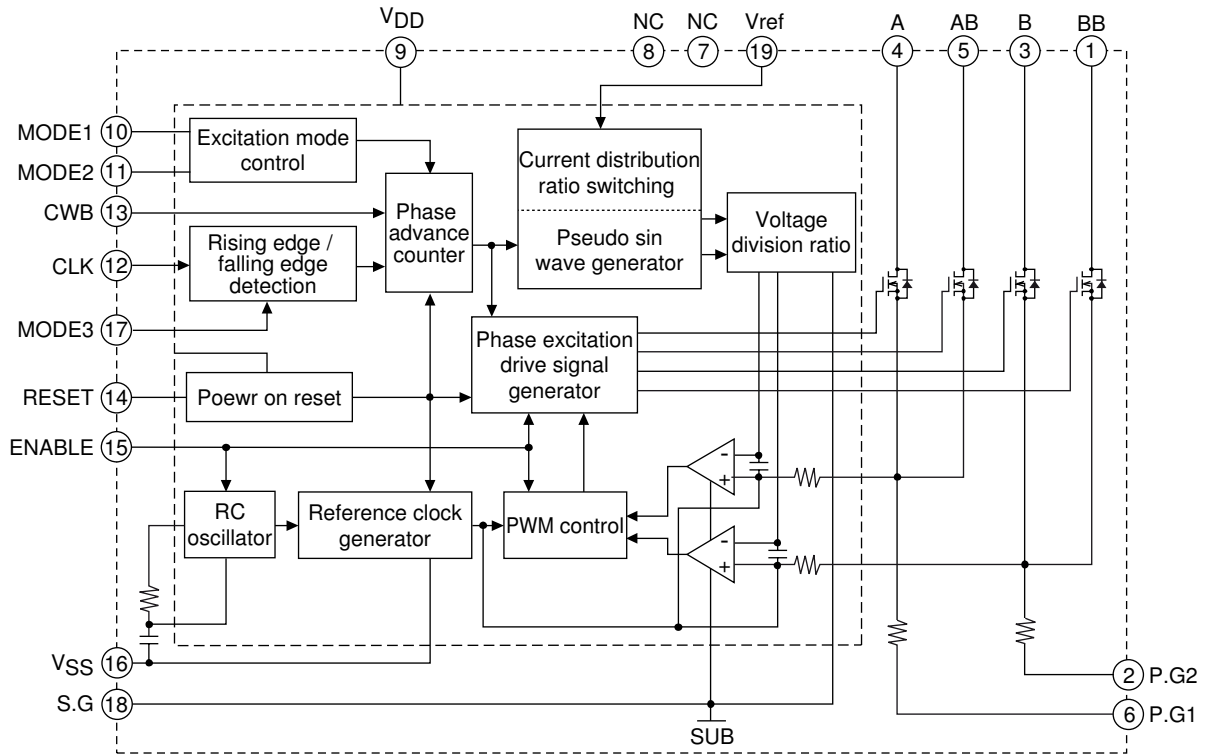 VDD
NC
NC
Vref
A
AB
B
BB
9
8
7
19
4
5
3
1
MODE1 10
MODE2 11
CWB 13
CLK 12
MODE3 17
RESET 14
ENABLE 15
VSS 16
S.G 18
Excitation mode
control
Phase
advance
counter
Rising edge /
falling edge
detection
Current distribution
ratio switching
Pseudo sin
wave generator
Voltage
division ratio
Phase excitation
drive signal
generator
Poewr on reset
RC
oscillator
Reference clock
generator
PWM control
-
+
-
+
SUB
2 P.G2
6 P.G1